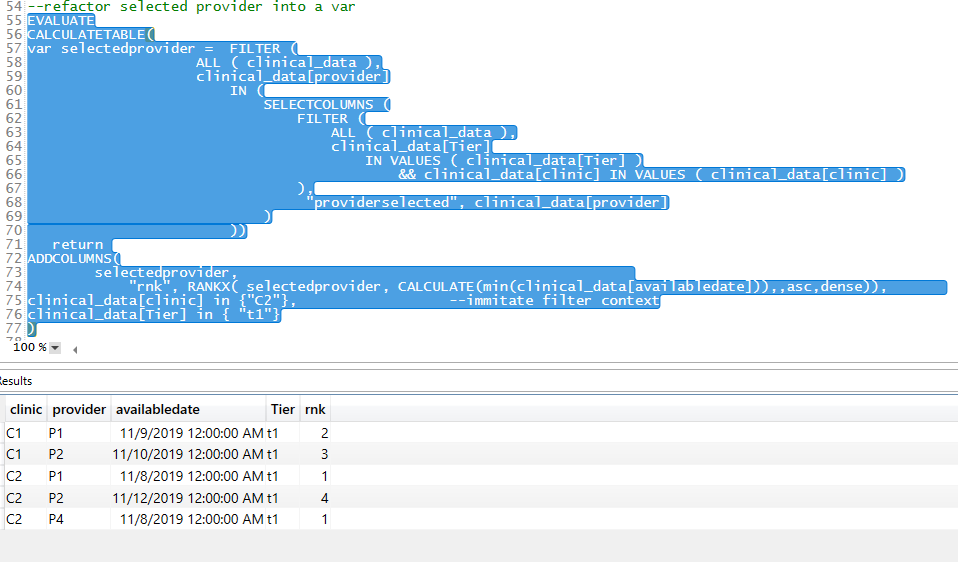 54 --refactor selected provider into a var
55 EVALUATE
56 CALCULATETABLE(
57 var selectedprovider =  FILTER (
58 ALL ( clinical_data ),
59 clinical_data[provider]
60 IN (
61 SELECTCOLUMNS (
62 FILTER (
63 ALL ( clinical_data ),
64 clinical_data[Tier]
65 IN VALUES ( clinical_data[Tier] )
66 && clinical_data[clinic] IN VALUES ( clinical_data[clinic] )
67 ),
68 "providerselected", clinical_data[provider]
69 )
70 ))
71 return
72 ADDCOLUMNS(
73 selectedprovider,
74 "rnk", RANKX( selectedprovider, CALCULATE(min(clinical_data[availabledate])),,asc,dense)),
75 clinical_data[clinic] in {"C2"}, --immitate filter context
76 clinical_data[Tier] in { "t1"}
77 )
78
100 %
Results
clinic provider availabledate Tier rnk
C1 P1 11/9/2019 12:00:00 AM t1 2
C1 P2 11/10/2019 12:00:00 AM t1 3
C2 P1 11/8/2019 12:00:00 AM t1 1
C2 P2 11/12/2019 12:00:00 AM t1 4
C2 P4 11/8/2019 12:00:00 AM t1 1